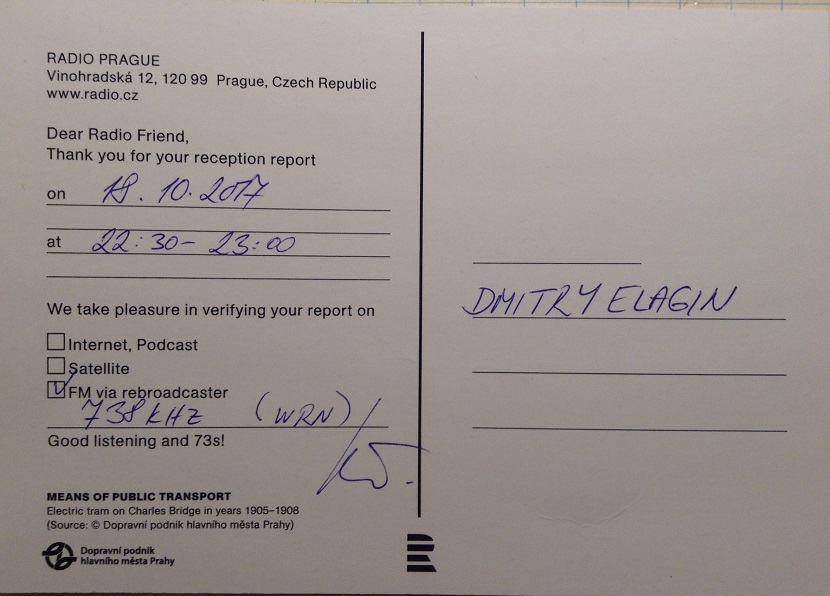 RADIO PRAGUE
Vinohradská 12, 120 99 Prague, Czech Republic
www.radio.cz
Dear Radio Friend,
Thank you for your reception report
on 18.10.2017
at 22:30 - 23:00
We take pleasure in verifying your report on
Internet, Podcast
Satellite
FM via rebroadcaster
738 kHz (WRN)
Good listening and 73s!
MEANS OF PUBLIC TRANSPORT
Electric tram on Charles Bridge in years 1905–1908
(Source: © Dopravní podnik hlavního města Prahy)
Dopravní podnik
hlavního města Prahy
DMITRY ELAGIN